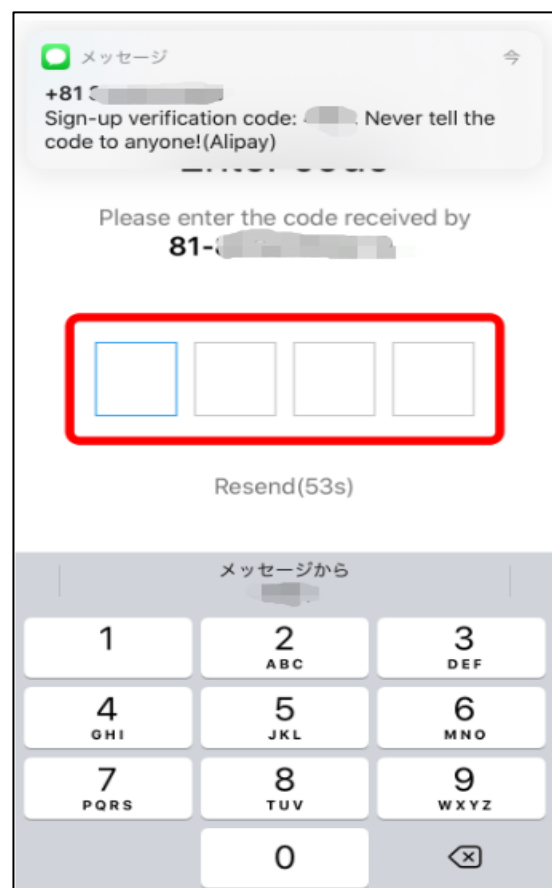 メッセージ
今
+81
Sign-up verification code: . Never tell the
code to anyone!(Alipay)
Please enter the code received by
81-
Resend(53s)
メッセージから
1
2
ABC
3
DEF
4
GHI
5
JKL
6
MNO
7
PQRS
8
TUV
9
WXYZ
0